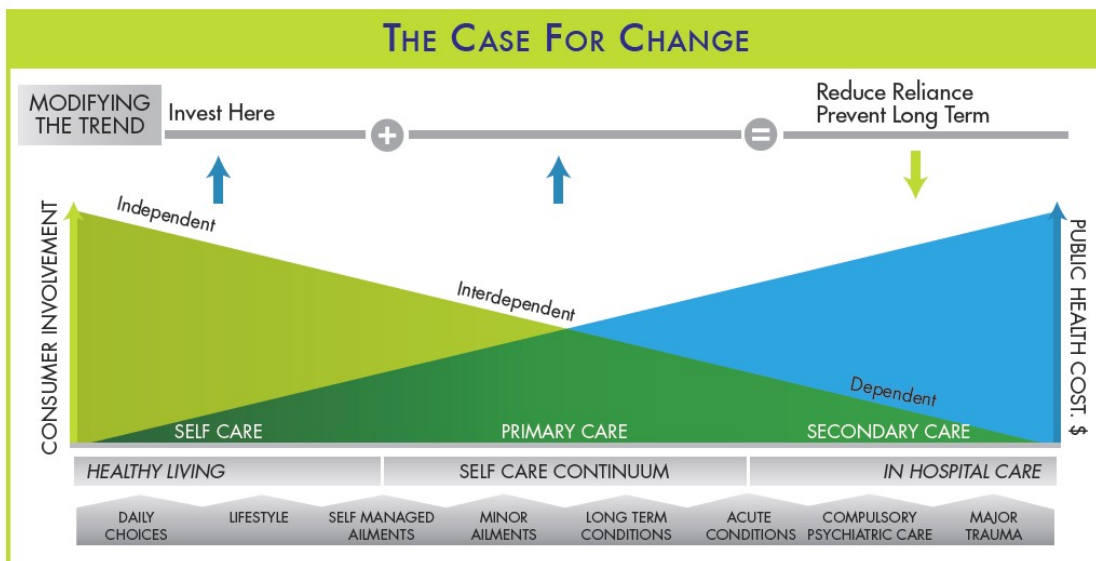 THE CASE FOR CHANGE
MODIFYING
THE TREND
Invest Here
+
=
Reduce Reliance
Prevent Long Term
CONSUMER INVOLVEMENT
Independent
Interdependent
Dependent
PUBLIC HEALTH COST. $
SELF CARE
PRIMARY CARE
SECONDARY CARE
HEALTHY LIVING
SELF CARE CONTINUUM
IN HOSPITAL CARE
DAILY
CHOICES
LIFESTYLE
SELF MANAGED
AILMENTS
MINOR
AILMENTS
LONG TERM
CONDITIONS
ACUTE
CONDITIONS
COMPULSORY
PSYCHIATRIC CARE
MAJOR
TRAUMA